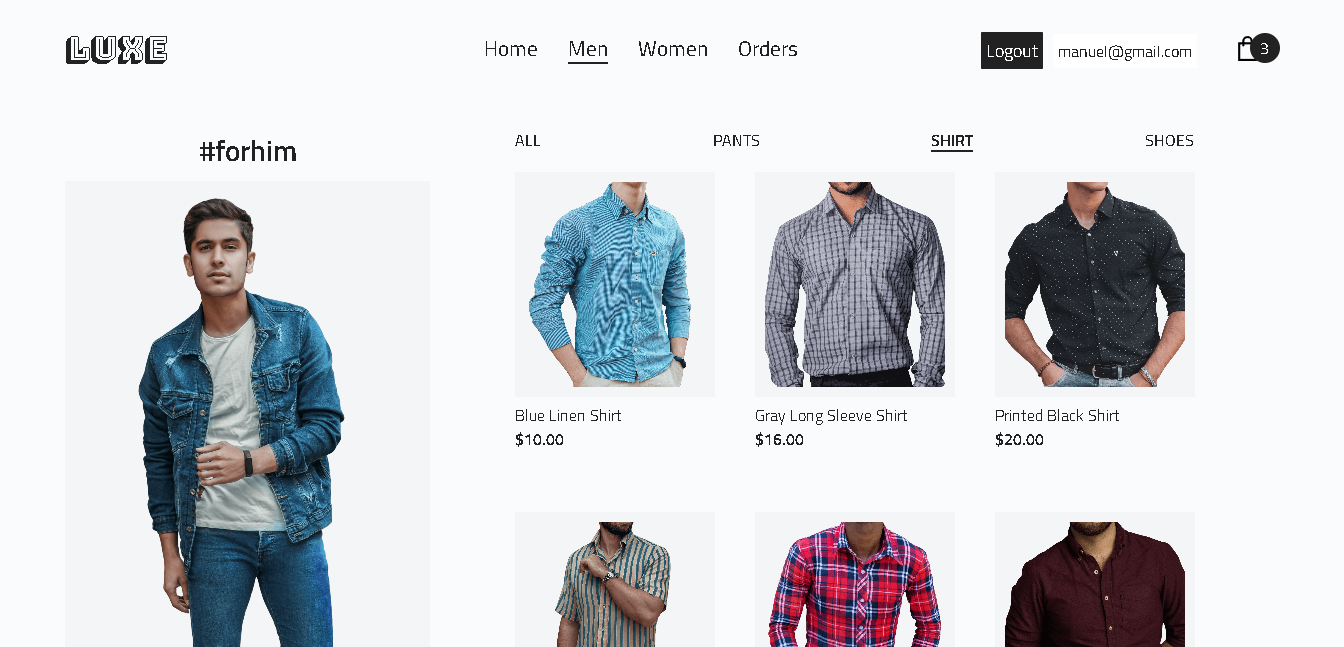 LUXE
Home Men Women Orders
Logout manuel@gmail.com 3
#forhim
ALL PANTS SHIRT SHOES
Blue Linen Shirt
$10.00
Gray Long Sleeve Shirt
$16.00
Printed Black Shirt
$20.00